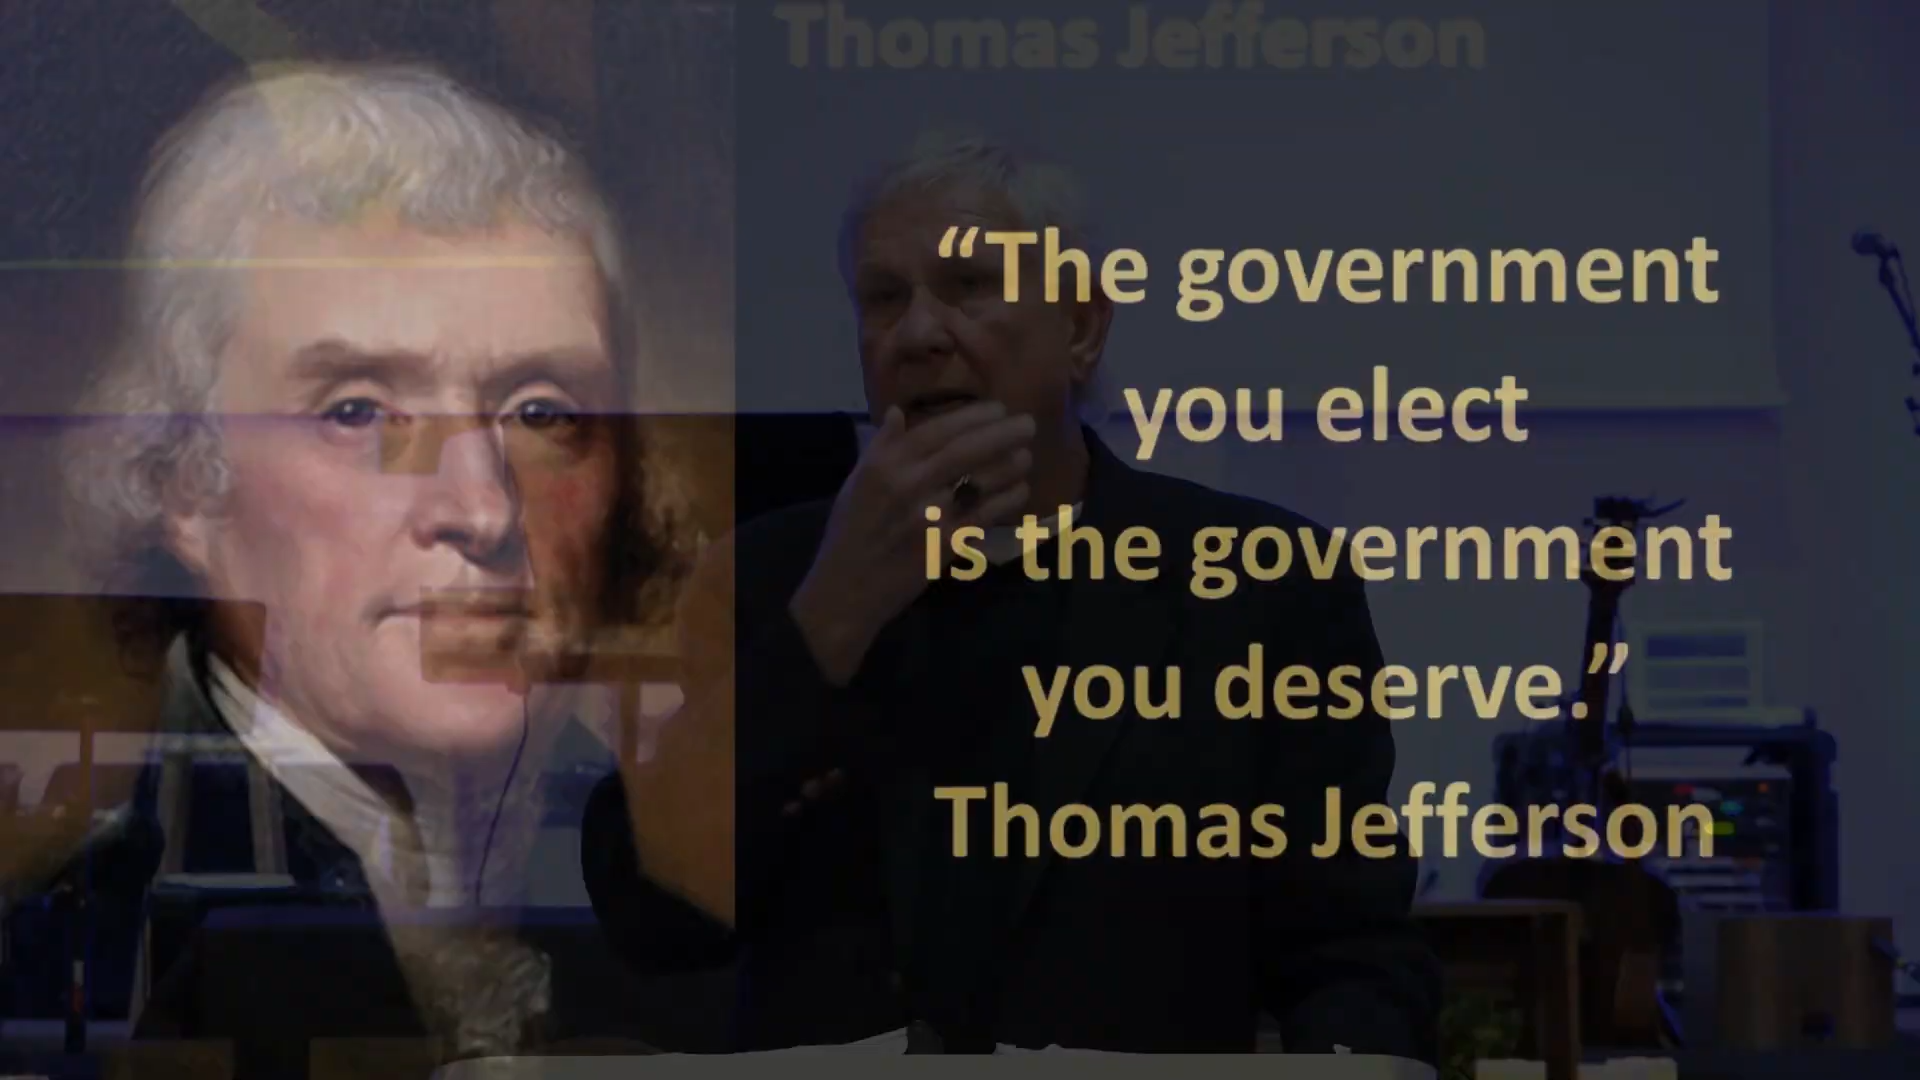 Thomas Jefferson
“The government
you elect
is the government
you deserve.”
Thomas Jefferson